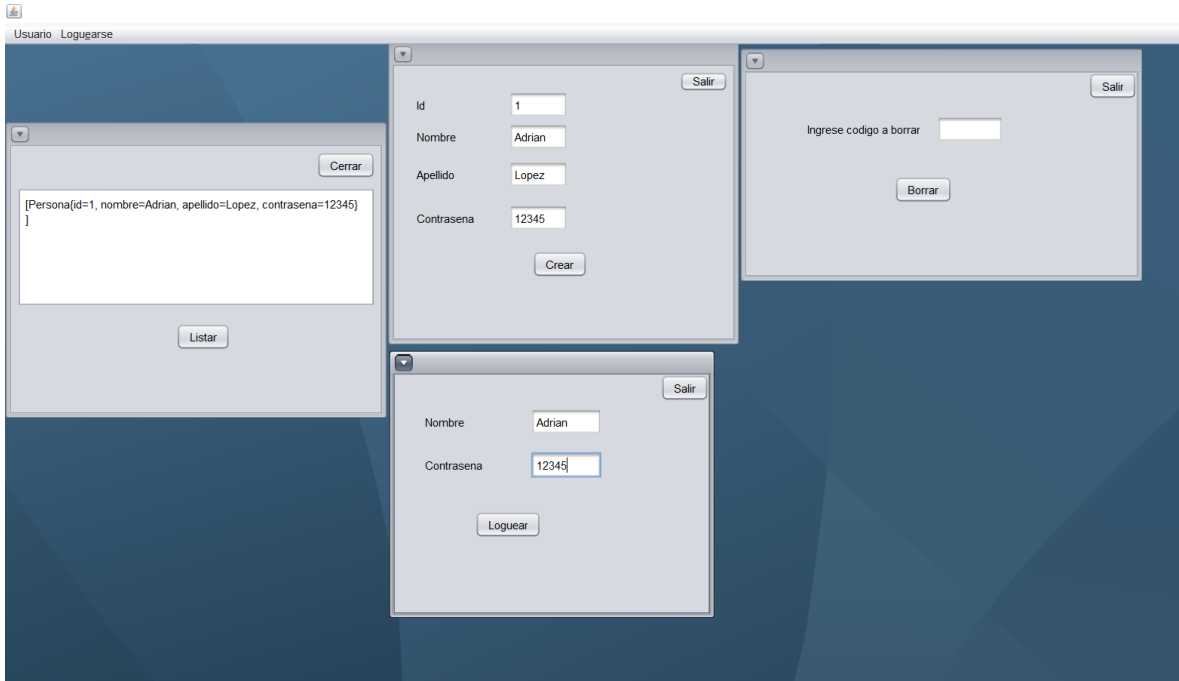 Usuario Loguearse
Cerrar
[Persona{id=1, nombre=Adrian, apellido=Lopez, contrasena=12345}
]
Listar
Salir
Id 1
Nombre Adrian
Apellido Lopez
Contrasena 12345
Crear
Salir
Ingrese codigo a borrar
Borrar
Salir
Nombre Adrian
Contrasena 12345
Loguear